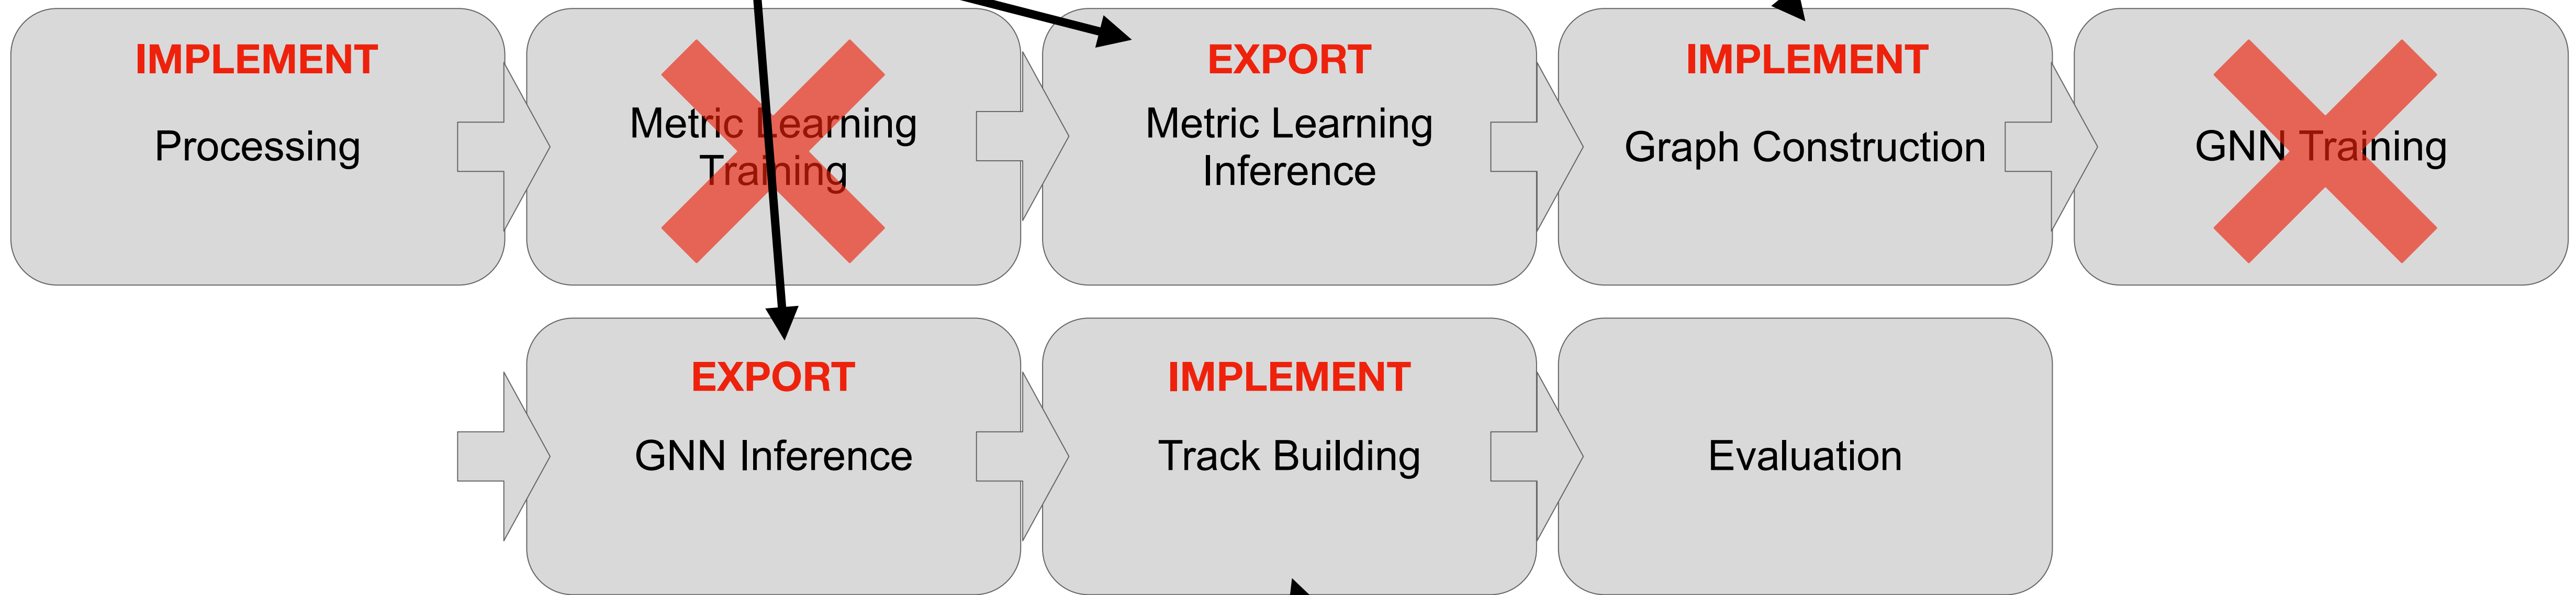 IMPLEMENT
Processing
Metric Learning
Training
EXPORT
Metric Learning
Inference
IMPLEMENT
Graph Construction
GNN Training
EXPORT
GNN Inference
IMPLEMENT
Track Building
Evaluation